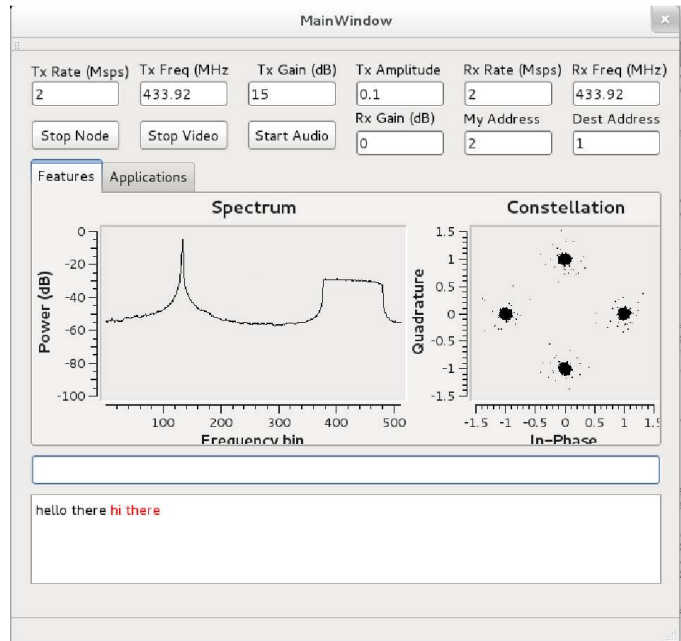 MainWindow
Tx Rate (Msps) Tx Freq (MHz Tx Gain (dB) Tx Amplitude Rx Rate (Msps) Rx Freq (MHz)
2 433.92 15 0.1 2 433.92
Rx Gain (dB) My Address Dest Address
Stop Node Stop Video Start Audio 0 2 1
Features Applications
Spectrum
Power (dB)
0
-20
-40
-60
-80
-100
100 200 300 400 500
Frequency bin
Constellation
Quadrature
1.5
1
0.5
0
-0.5
-1
-1.5
-1.5 -1 -0.5 0 0.5 1 1.5
In-Phase
hello there hi there